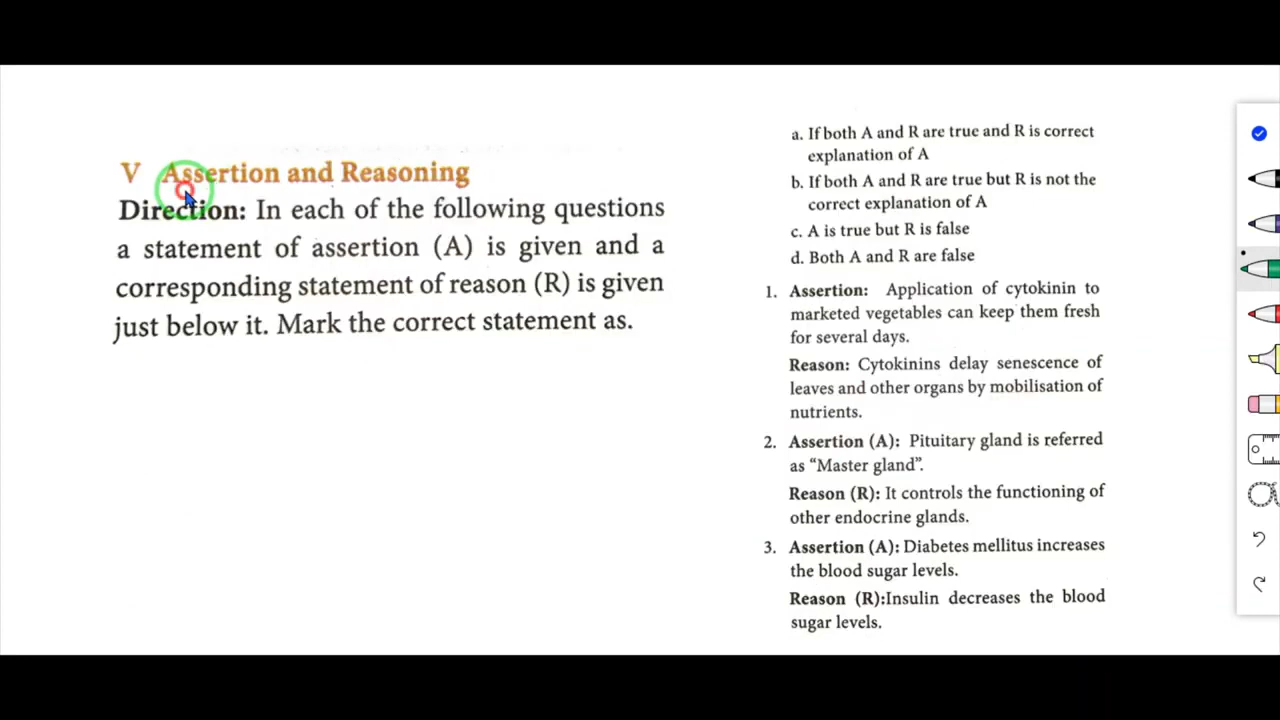 V Assertion and Reasoning
Direction: In each of the following questions
a statement of assertion (A) is given and a
corresponding statement of reason (R) is given
just below it. Mark the correct statement as.
a. If both A and R are true and R is correct
explanation of A
b. If both A and R are true but R is not the
correct explanation of A
c. A is true but R is false
d. Both A and R are false
1. Assertion: Application of cytokinin to
marketed vegetables can keep them fresh
for several days.
Reason: Cytokinins delay senescence of
leaves and other organs by mobilisation of
nutrients.
2. Assertion (A): Pituitary gland is referred
as “Master gland”.
Reason (R): It controls the functioning of
other endocrine glands.
3. Assertion (A): Diabetes mellitus increases
the blood sugar levels.
Reason (R):Insulin decreases the blood
sugar levels.